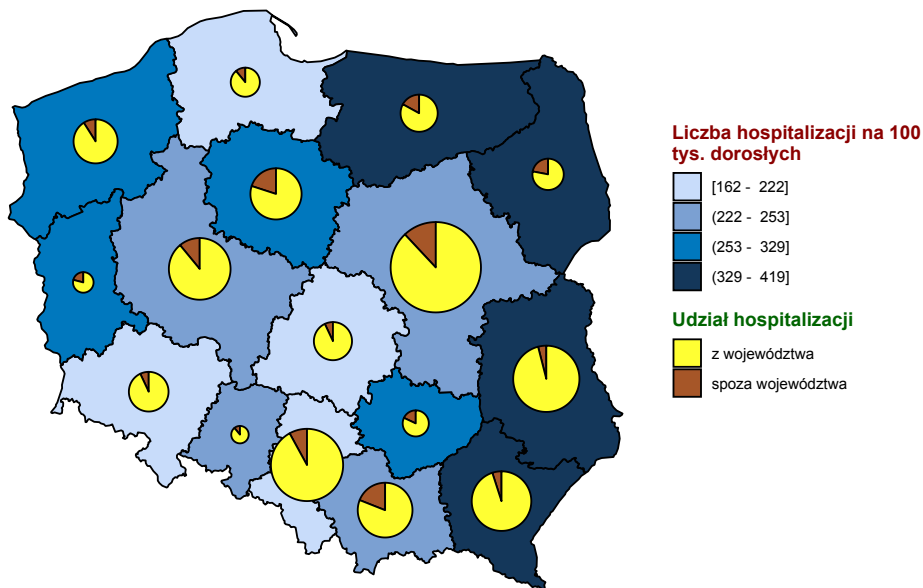 Liczba hospitalizacji na 100
tys. dorosłych
[162 - 222]
(222 - 253]
(253 - 329]
(329 - 419]
Udział hospitalizacji
z województwa
spoza województwa